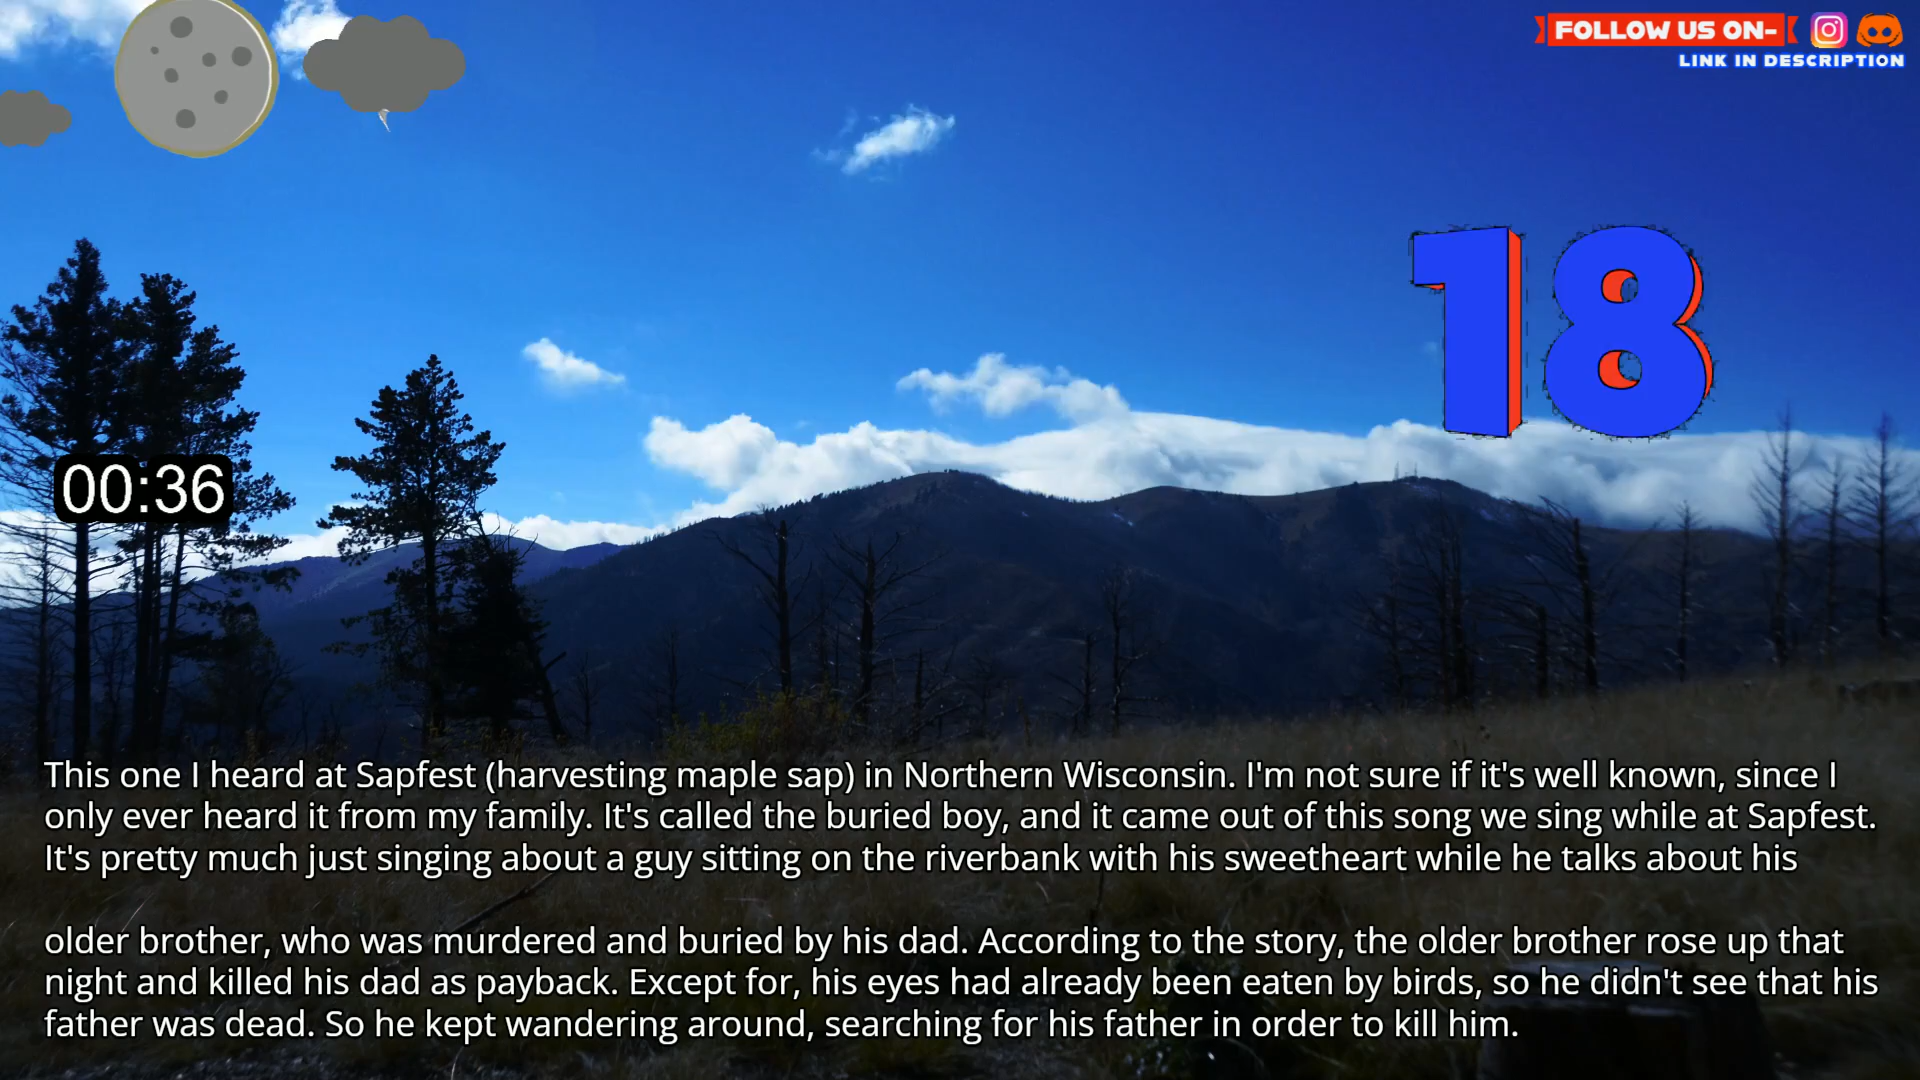 FOLLOW US ON-
LINK IN DESCRIPTION
18
00:36
This one I heard at Sapfest (harvesting maple sap) in Northern Wisconsin. I'm not sure if it's well known, since I
only ever heard it from my family. It's called the buried boy, and it came out of this song we sing while at Sapfest.
It's pretty much just singing about a guy sitting on the riverbank with his sweetheart while he talks about his
older brother, who was murdered and buried by his dad. According to the story, the older brother rose up that
night and killed his dad as payback. Except for, his eyes had already been eaten by birds, so he didn't see that his
father was dead. So he kept wandering around, searching for his father in order to kill him.